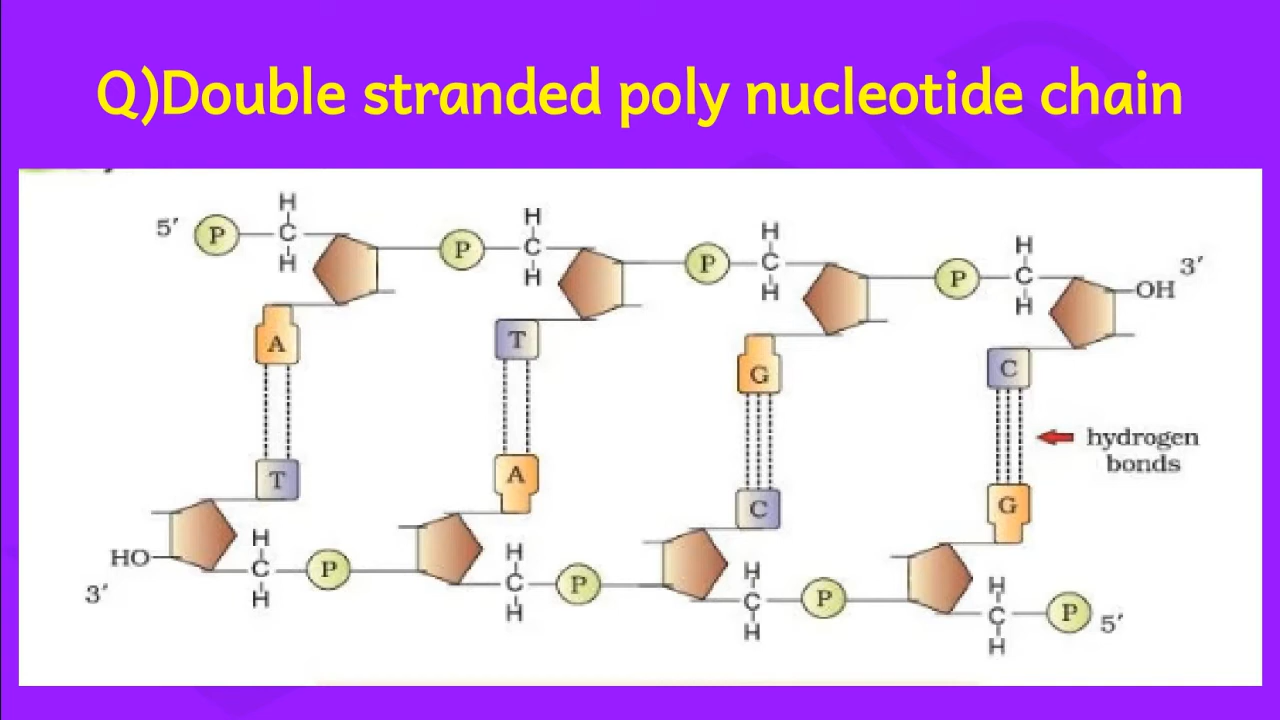 Q)Double stranded poly nucleotide chain
H H H H
5′ P C P C P C P C 3′
H H H H OH
A T G C
hydrogen
bonds
T A C G
HO H H H H
3′ C P C P C P C P 5′
H H H H